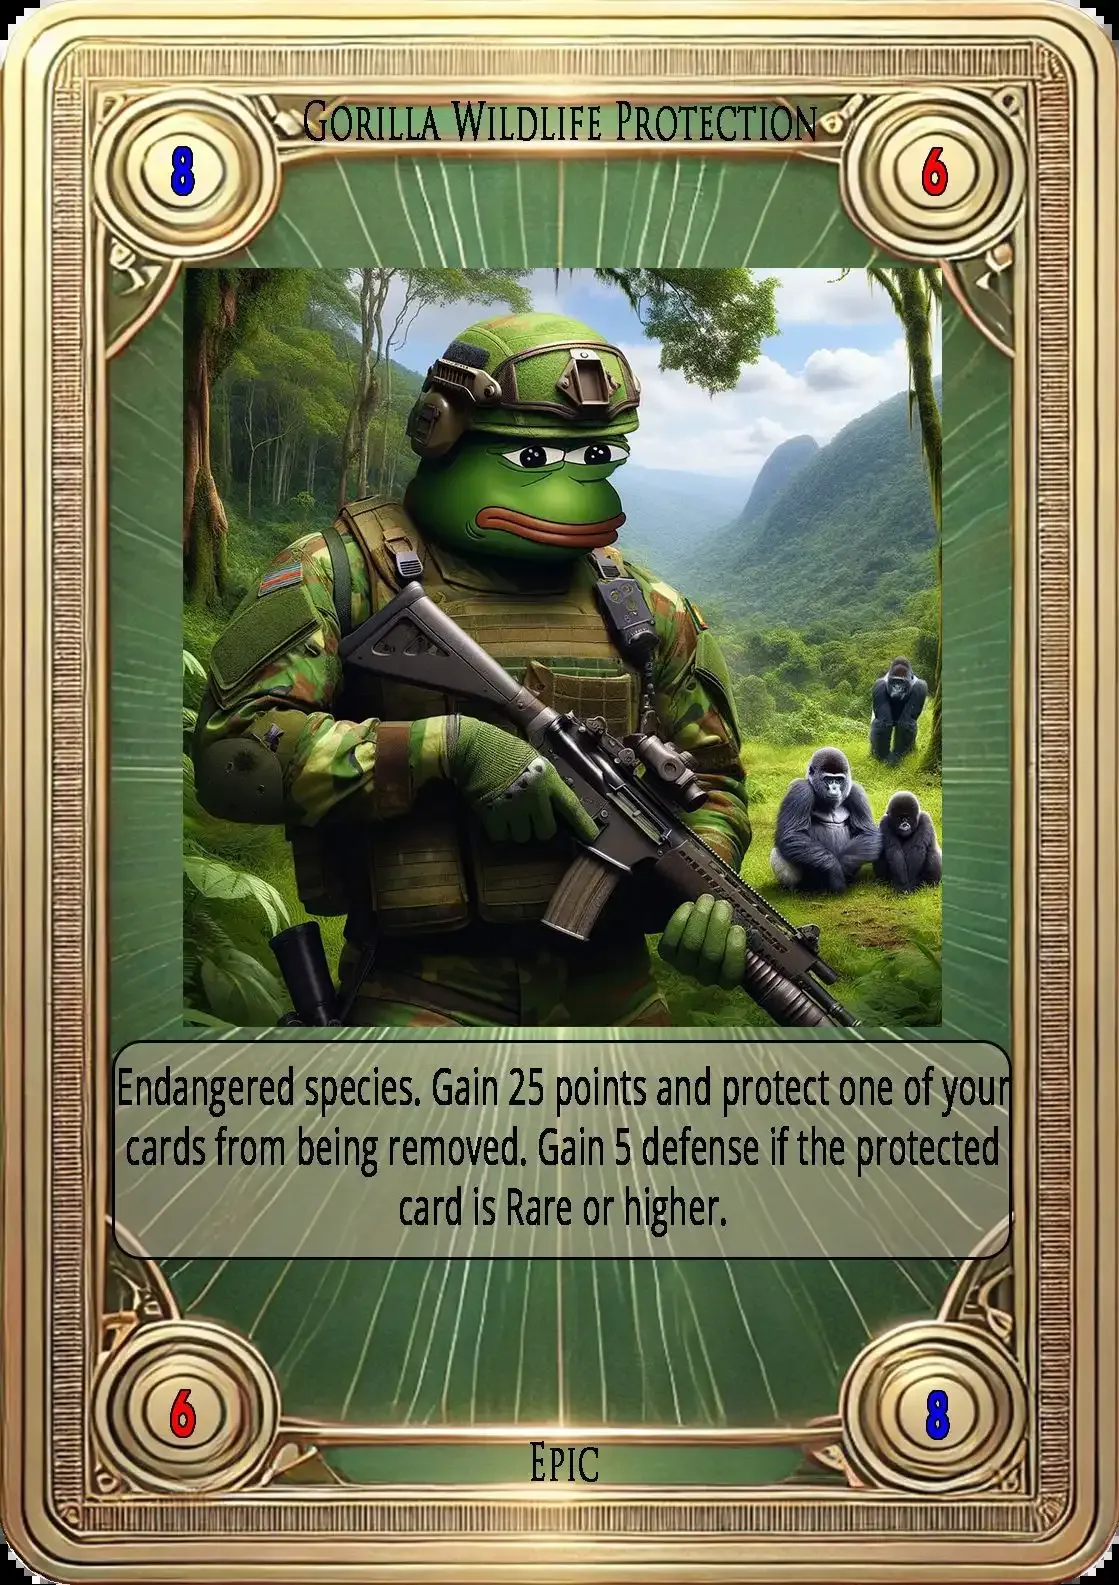 Gorilla Wildlife Protection
8
6
Endangered species. Gain 25 points and protect one of your
cards from being removed. Gain 5 defense if the protected
card is Rare or higher.
6
8
Epic